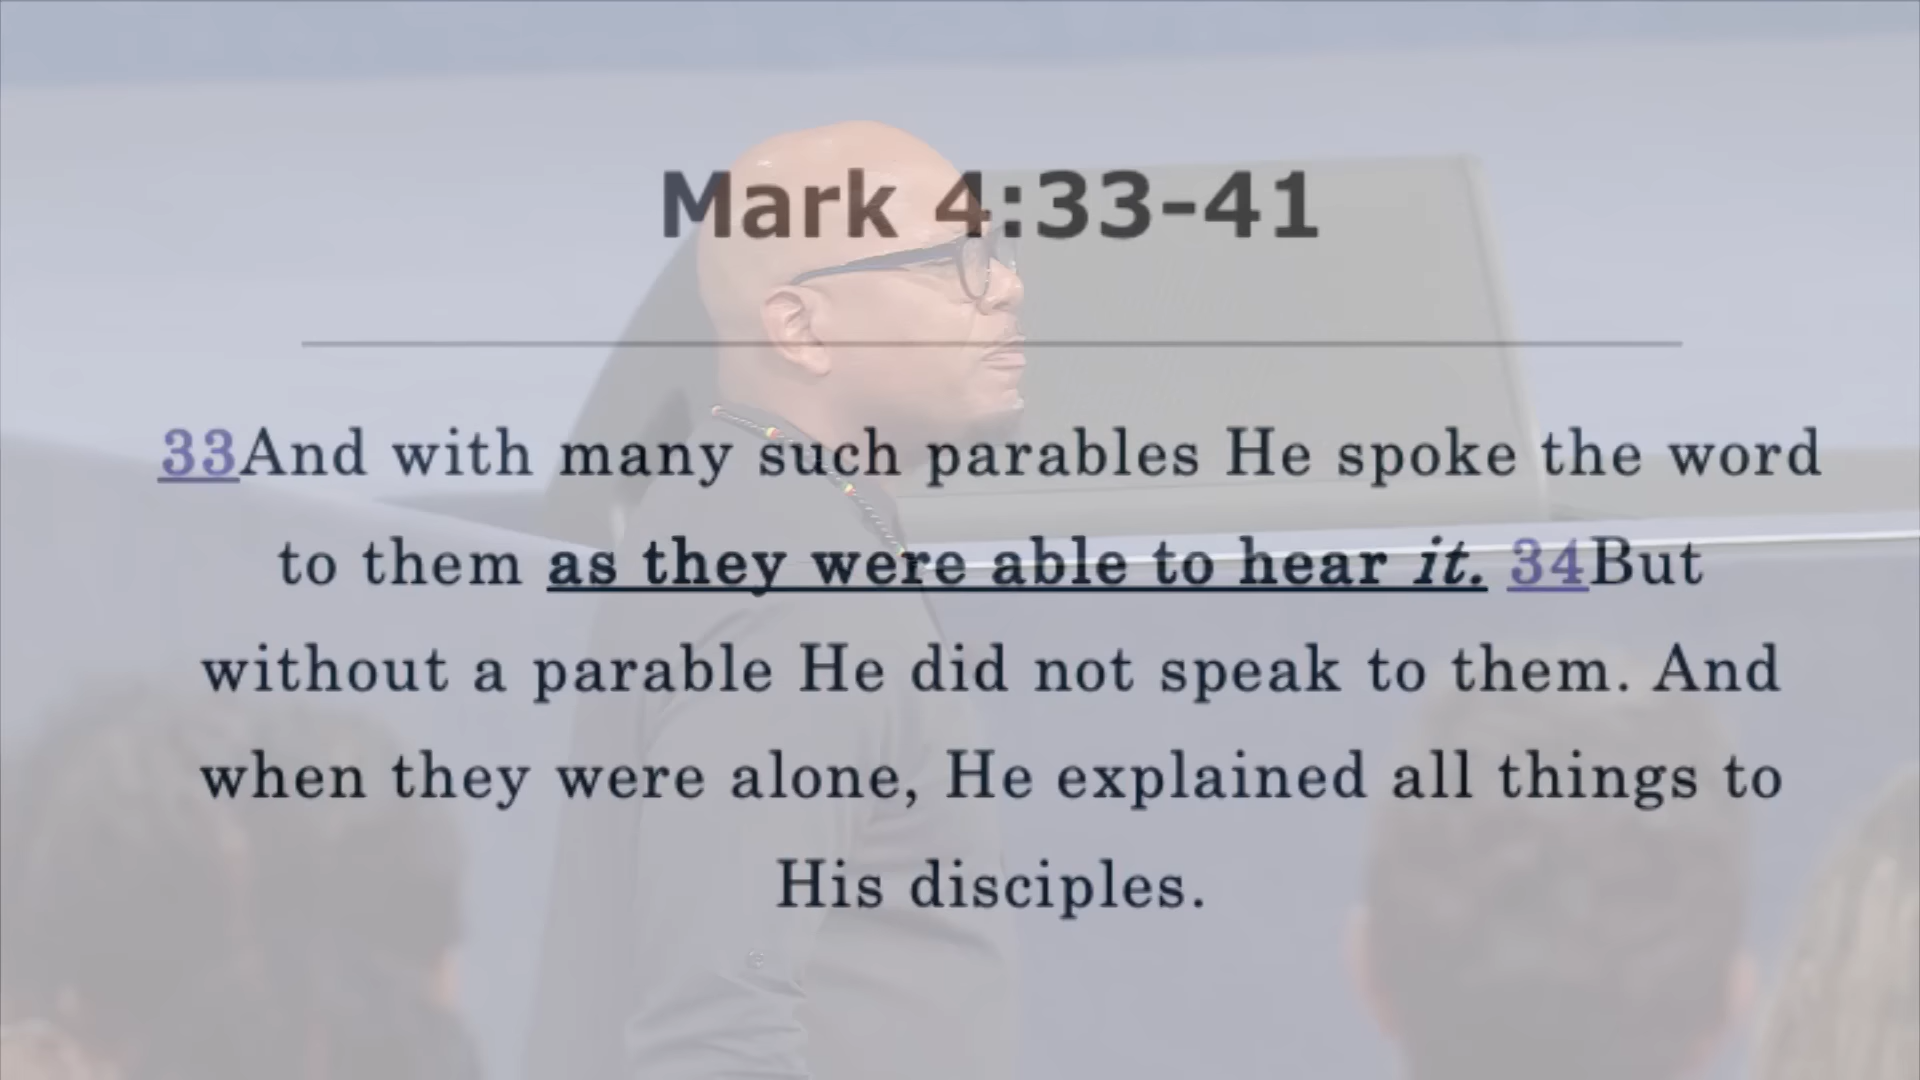 Mark 4:33-41
33And with many such parables He spoke the word
to them as they were able to hear it. 34But
without a parable He did not speak to them. And
when they were alone, He explained all things to
His disciples.